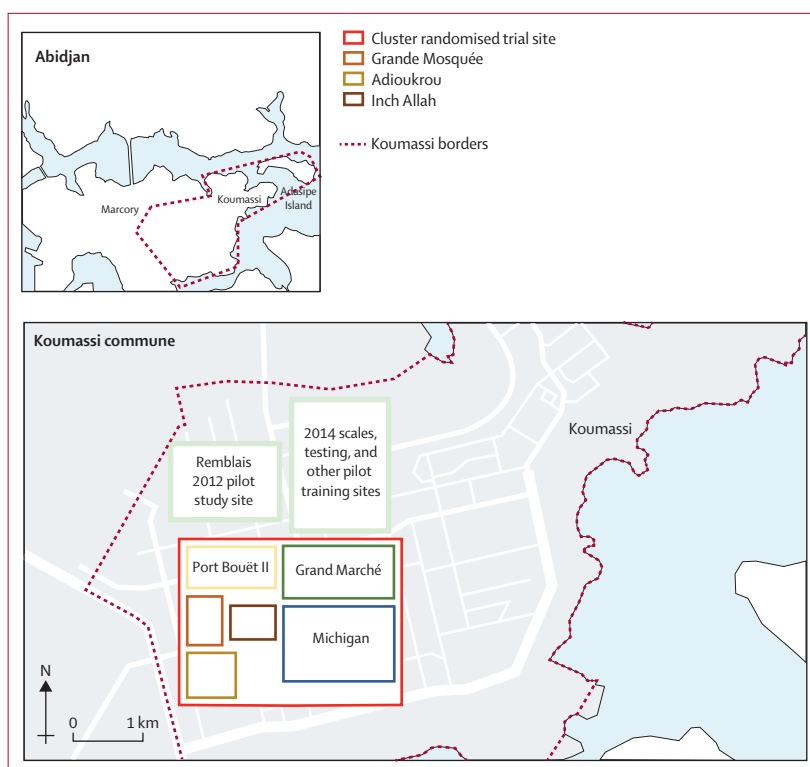 Abidjan
Marcory
Koumassi
Adasipe
Island
Cluster randomised trial site
Grande Mosquée
Adioukrou
Inch Allah
Koumassi borders
Koumassi commune
Koumassi
Remblais
2012 pilot
study site
2014 scales,
testing, and
other pilot
training sites
Port Bouët II
Grand Marché
Michigan
N
0 1 km